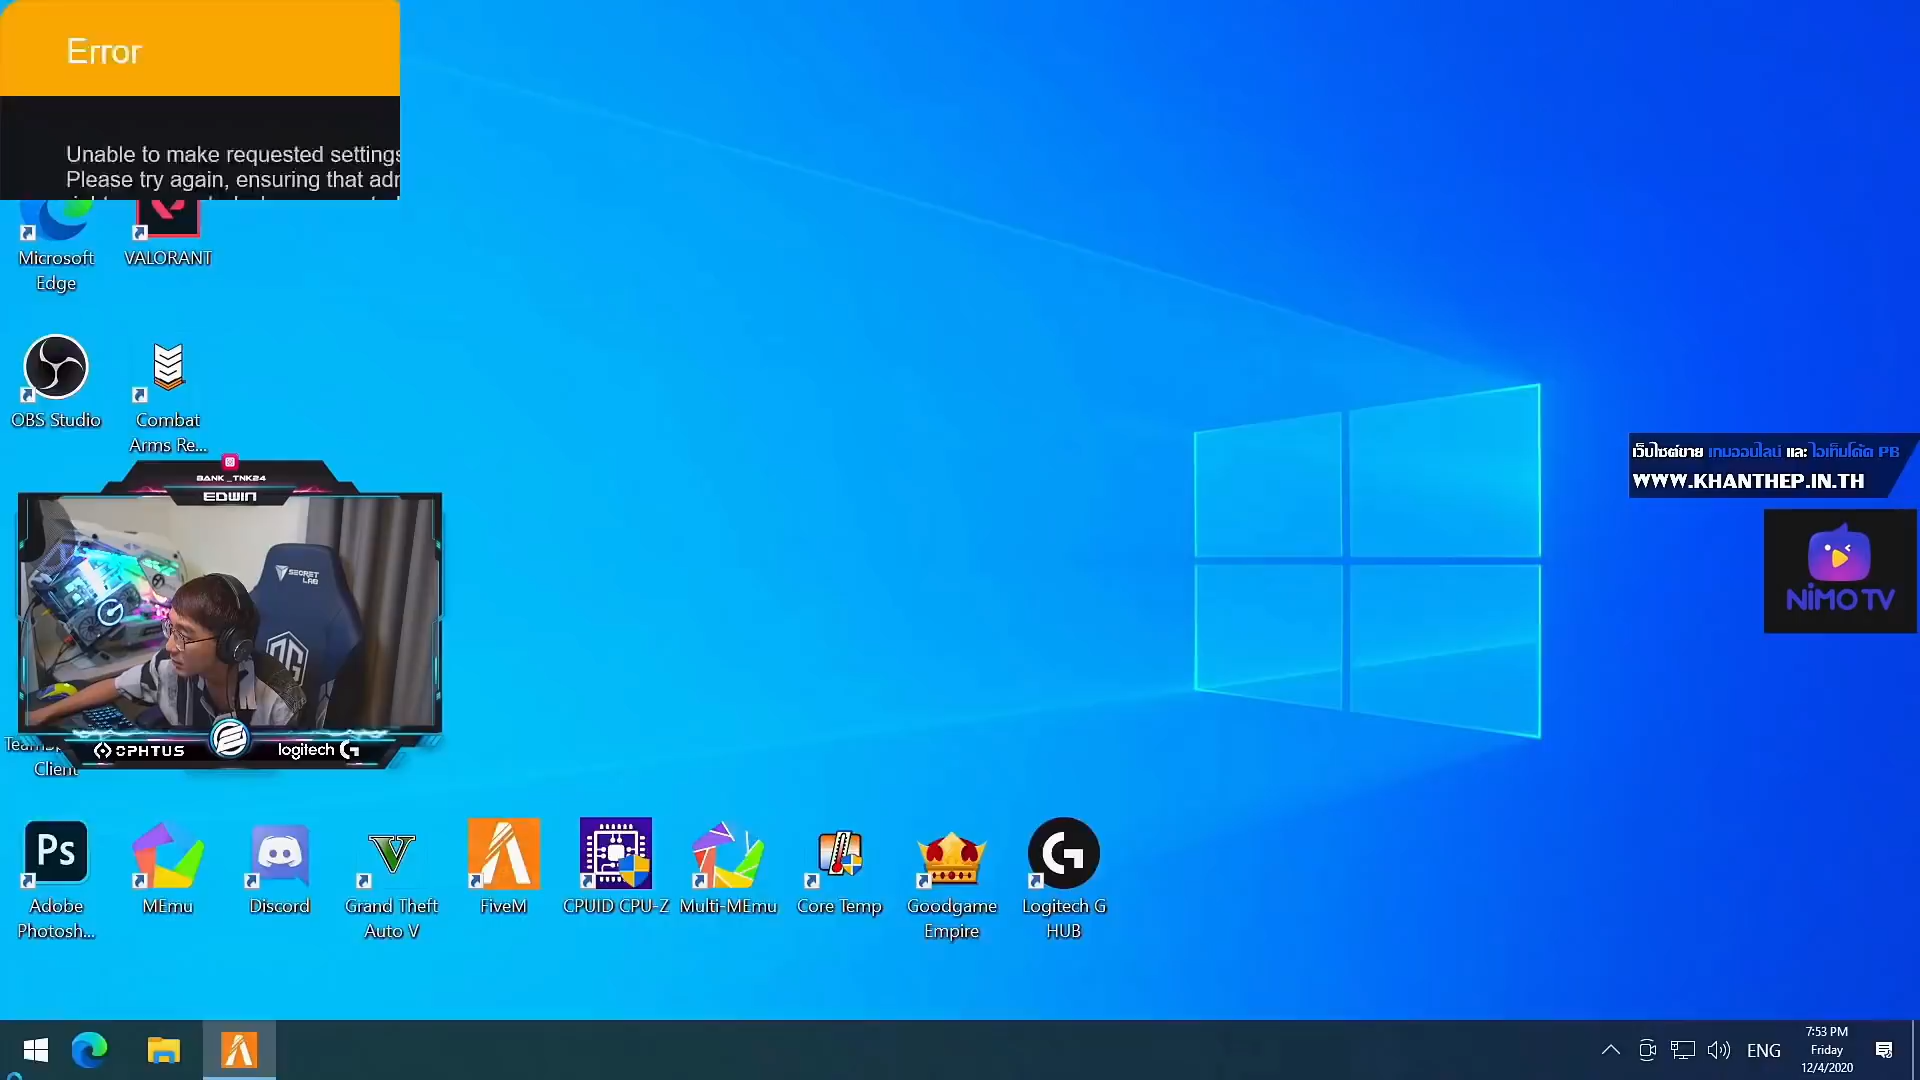 Error
Unable to make requested settings
Please try again, ensuring that
Microsoft
Edge
VALORANT
OBS Studio
Combat
Arms Re...
BANK_TNK24
EDWIN
SECRET
LAB
OG
OPHTUS
logitech G
Client
เว็บไซต์ขาย เกมออนไลน์ และ ไอเท็มโค้ด PB
WWW.KHANTHEP.IN.TH
NIMO TV
Ps
Adobe
Photosh...
MEmu
Discord
Grand Theft
Auto V
FiveM
CPUID CPU-Z
Multi-MEmu
Core Temp
Goodgame
Empire
Logitech G
HUB
ENG
7:53 PM
Friday
12/4/2020